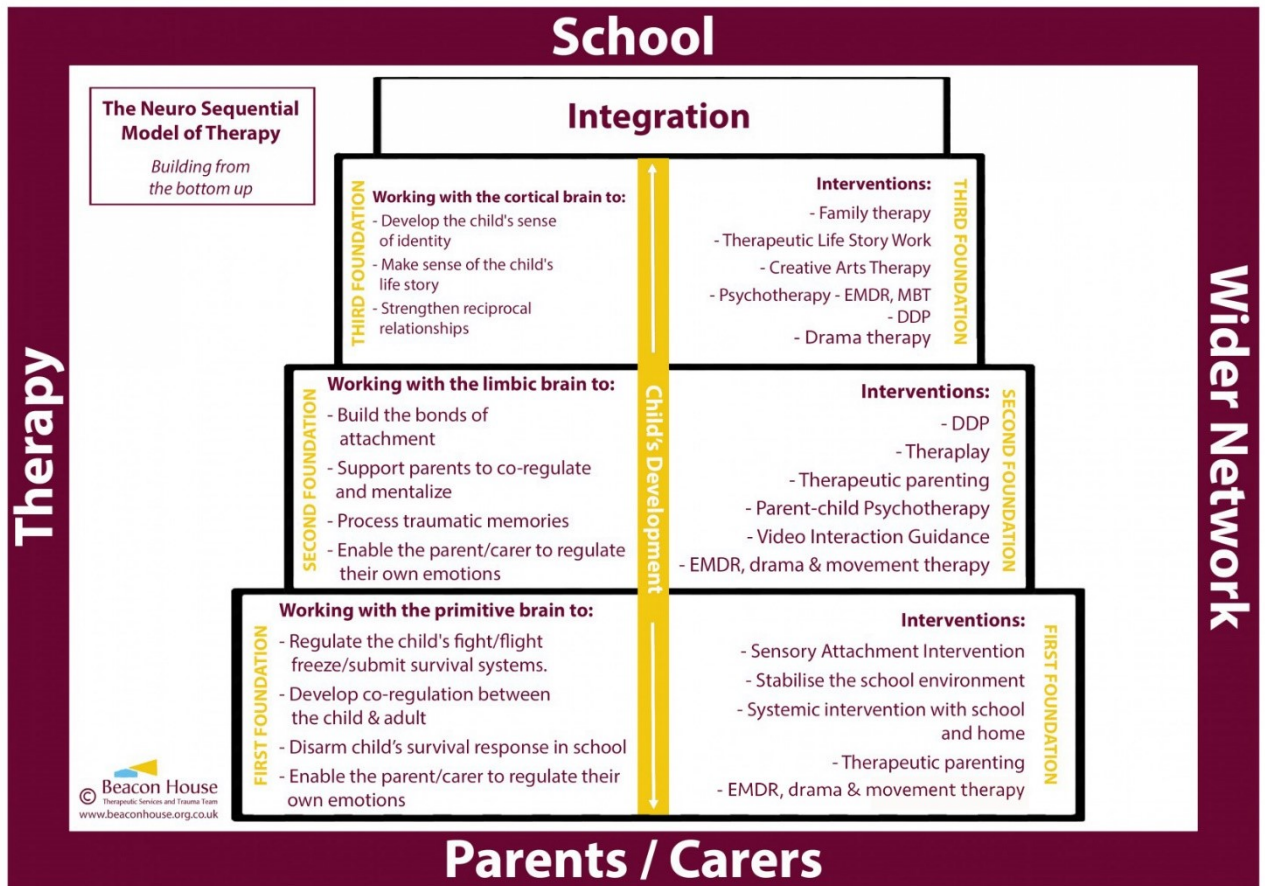 School
The Neuro Sequential
Model of Therapy
Building from
the bottom up
Integration
THIRD FOUNDATION
Working with the cortical brain to:
- Develop the child's sense
of identity
- Make sense of the child's
life story
- Strengthen reciprocal
relationships
Interventions:
- Family therapy
- Therapeutic Life Story Work
- Creative Arts Therapy
- Psychotherapy - EMDR, MBT
- DDP
- Drama therapy
THIRD FOUNDATION
SECOND FOUNDATION
Working with the limbic brain to:
- Build the bonds of
attachment
- Support parents to co-regulate
and mentalize
- Process traumatic memories
- Enable the parent/carer to regulate
their own emotions
Child's Development
Interventions:
- DDP
- Theraplay
- Therapeutic parenting
- Parent-child Psychotherapy
- Video Interaction Guidance
- EMDR, drama & movement therapy
SECOND FOUNDATION
FIRST FOUNDATION
Working with the primitive brain to:
- Regulate the child's fight/flight
freeze/submit survival systems.
- Develop co-regulation between
the child & adult
- Disarm child's survival response in school
- Enable the parent/carer to regulate their
own emotions
Interventions:
- Sensory Attachment Intervention
- Stabilise the school environment
- Systemic intervention with school
and home
- Therapeutic parenting
- EMDR, drama & movement therapy
FIRST FOUNDATION
Therapy
Wider Network
© Beacon House
Therapeutic Services and Trauma Team
www.beaconhouse.org.uk
Parents / Carers